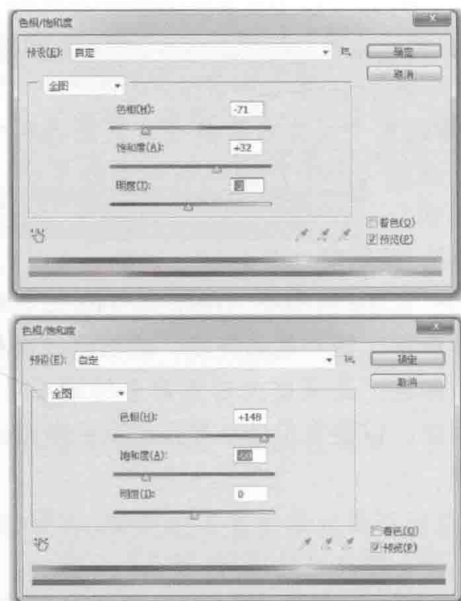 色相/饱和度
预设(E): 自定
确定
取消
全图
色相(H): -71
饱和度(A): +32
明度(I):
着色(O)
预览(P)
色相/饱和度
预设(E): 自定
确定
取消
全图
色相(H): +148
饱和度(A):
明度(I): 0
着色(O)
预览(P)